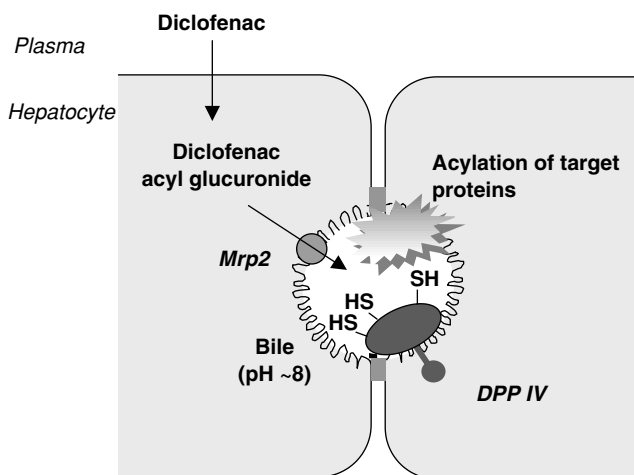 Diclofenac
Plasma
Hepatocyte
Diclofenac
acyl glucuronide
Acylation of target
proteins
Mrp2
SH
HS
HS
Bile
(pH ~8)
DPP IV